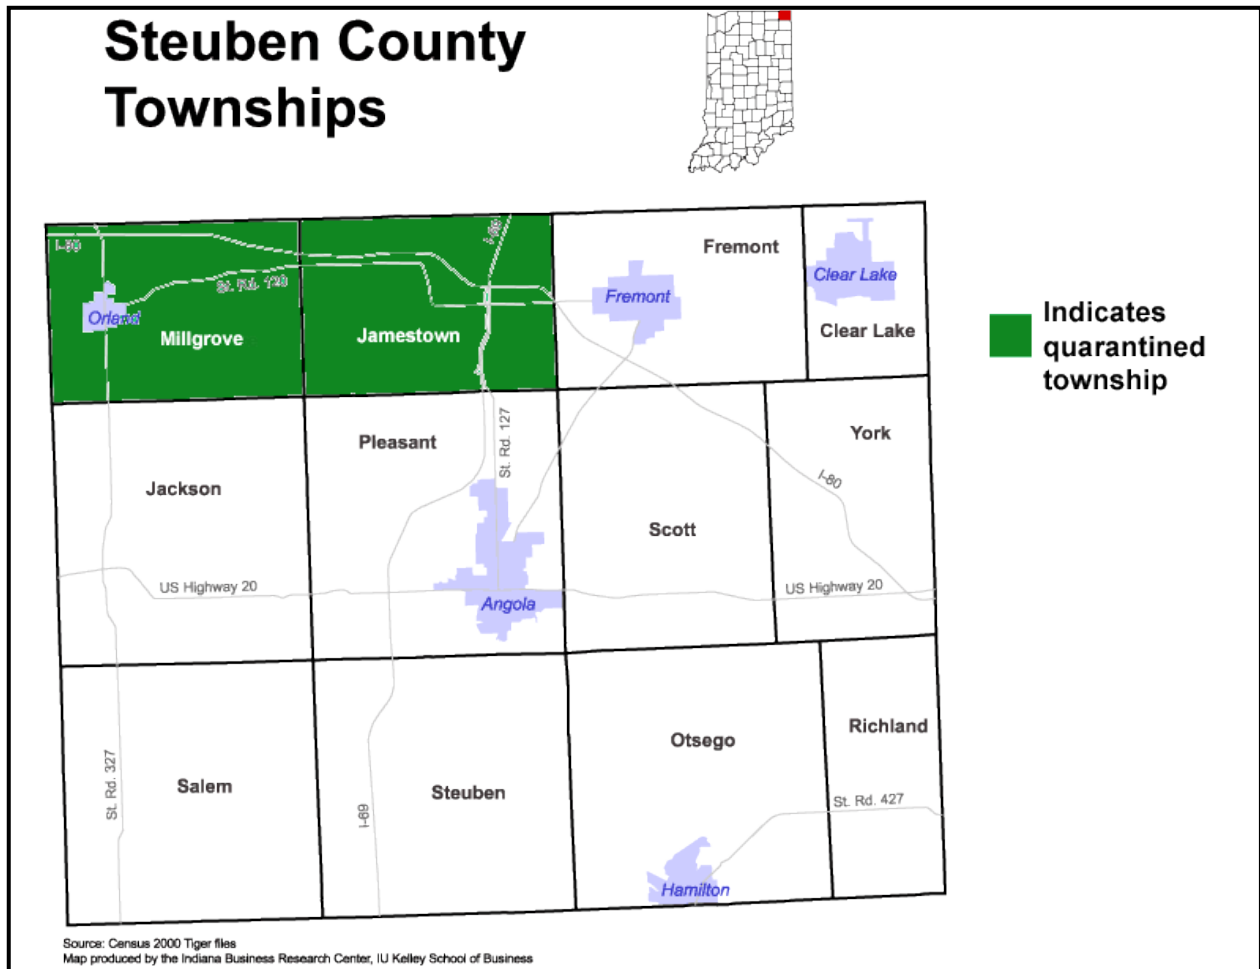 Steuben County
Townships
Fremont
Clear Lake
I-80
I-69
St. Rd. 120
Fremont
Orland
Millgrove
Jamestown
Clear Lake
Indicates
quarantined
township
Pleasant
St. Rd. 127
York
Jackson
I-80
Scott
US Highway 20
US Highway 20
Angola
Richland
Otsego
St. Rd. 327
Salem
Steuben
I-69
St. Rd. 427
Hamilton
Source: Census 2000 Tiger files
Map produced by the Indiana Business Research Center, IU Kelley School of Business